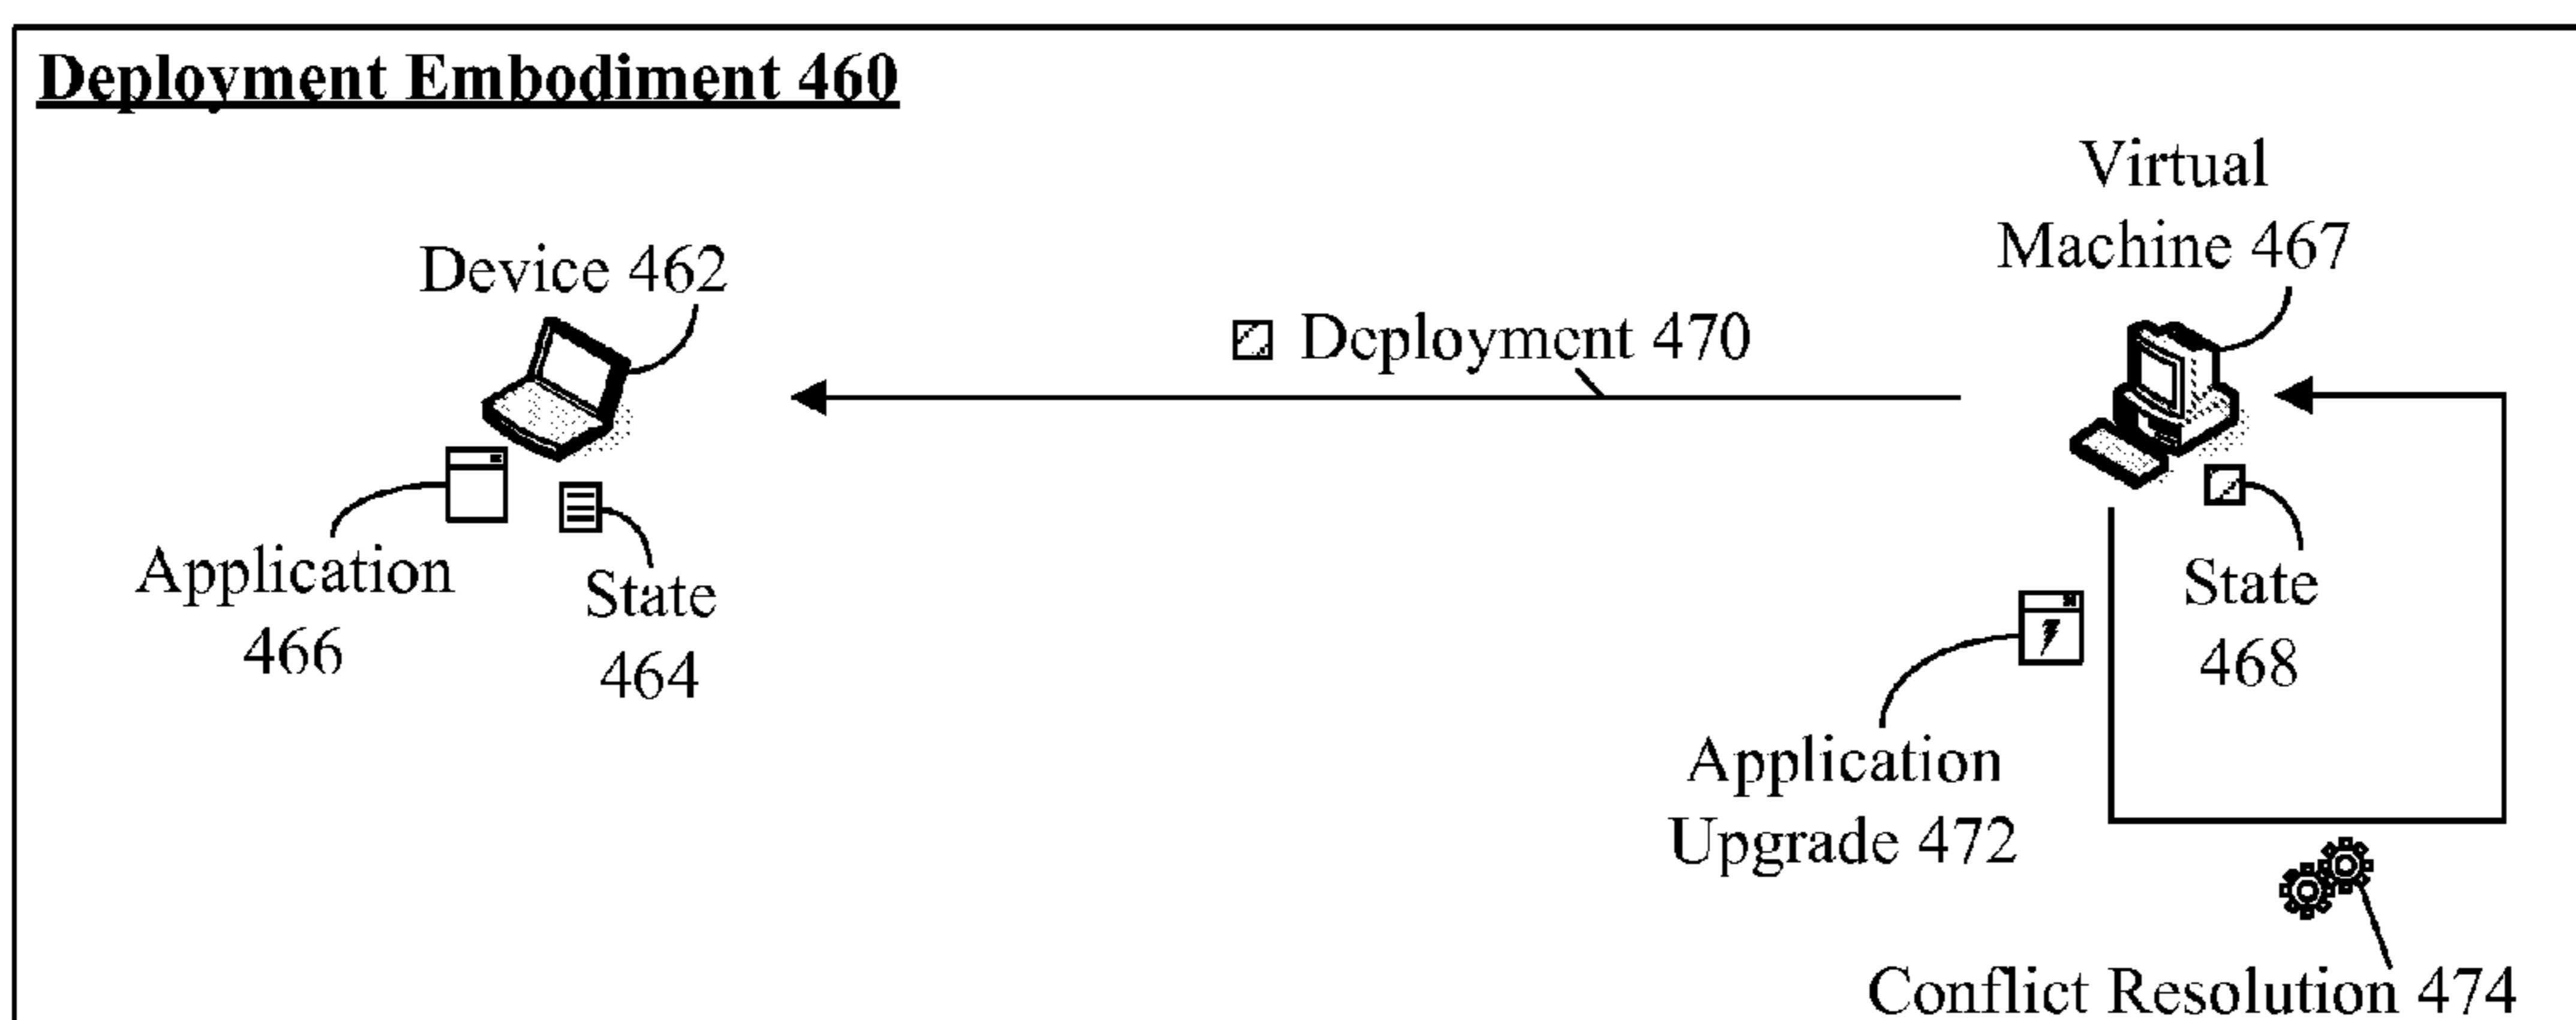 Deployment Embodiment 460
Virtual
Machine 467
Device 462
Deployment 470
Application
466
State
464
State
468
Application
Upgrade 472
Conflict Resolution 474